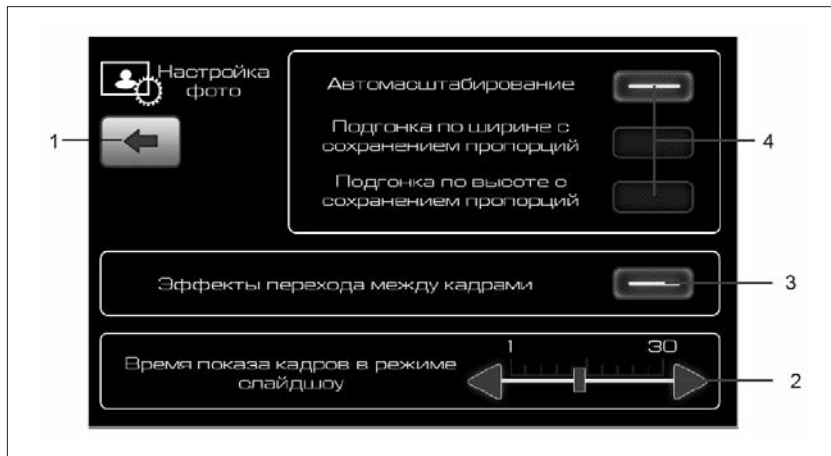 Настройка
фото
Автомасштабирование
1
Подгонка по ширине с
сохранением пропорций
4
Подгонка по высоте с
сохранением пропорций
Эффекты перехода между кадрами
3
1 30
Время показа кадров в режиме
слайдшоу
2